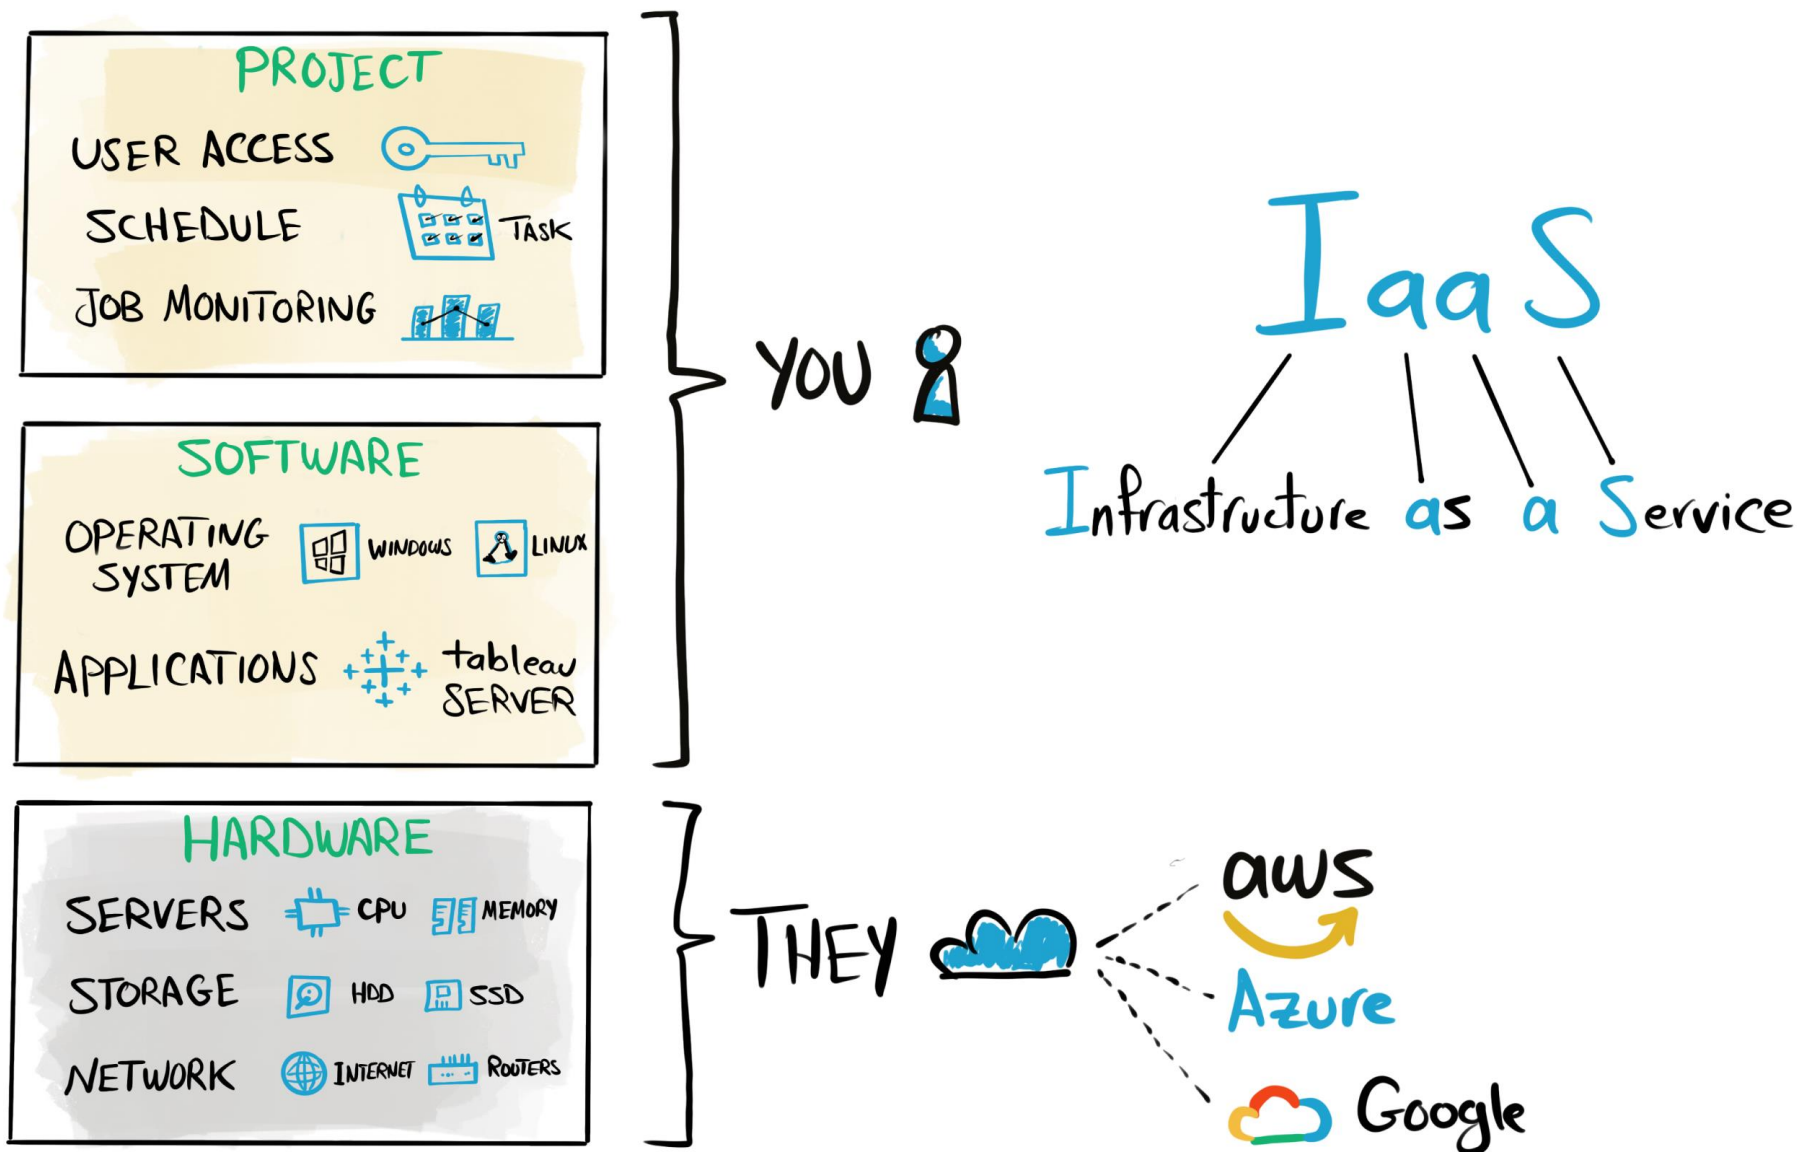 PROJECT
USER ACCESS
SCHEDULE TASK
JOB MONITORING
SOFTWARE
OPERATING SYSTEM WINDOWS LINUX
APPLICATIONS tableau SERVER
HARDWARE
SERVERS CPU MEMORY
STORAGE HDD SSD
NETWORK INTERNET ROUTERS
YOU
THEY
IaaS
Infrastructure as a Service
aws
Azure
Google